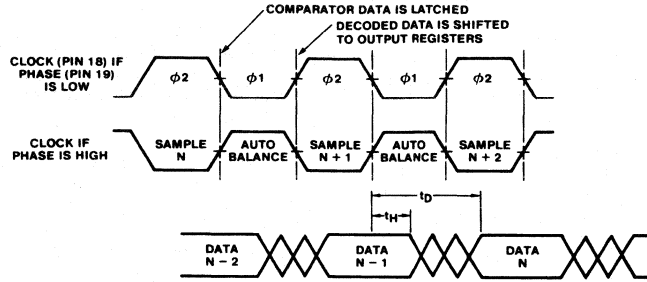 COMPARATOR DATA IS LATCHED
DECODED DATA IS SHIFTED
TO OUTPUT REGISTERS
CLOCK (PIN 18) IF
PHASE (PIN 19)
IS LOW
ϕ2 ϕ1 ϕ2 ϕ1 ϕ2
CLOCK IF
PHASE IS HIGH
SAMPLE
N
AUTO
BALANCE
SAMPLE
N + 1
AUTO
BALANCE
SAMPLE
N + 2
tD
tH
DATA
N − 2
DATA
N − 1
DATA
N